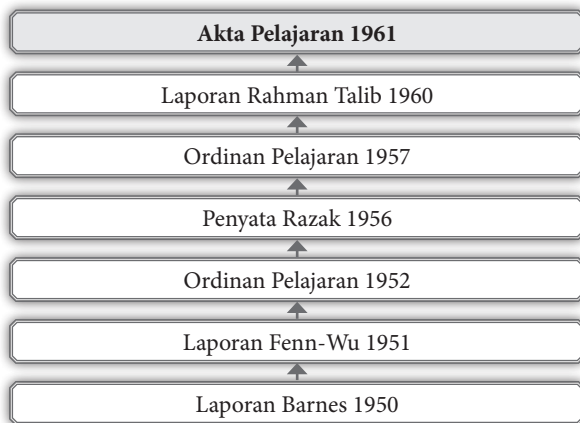 Akta Pelajaran 1961
Laporan Rahman Talib 1960
Ordinan Pelajaran 1957
Penyata Razak 1956
Ordinan Pelajaran 1952
Laporan Fenn-Wu 1951
Laporan Barnes 1950